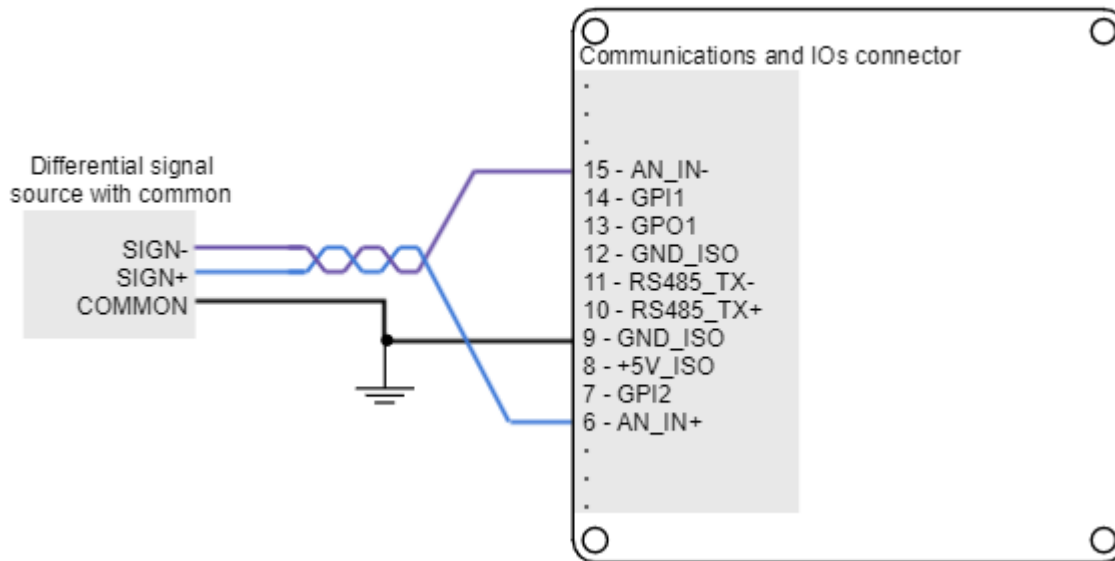 Communications and IOs connector
.
.
.
Differential signal
source with common
SIGN-
SIGN+
COMMON
15 - AN_IN-
14 - GPI1
13 - GPO1
12 - GND_ISO
11 - RS485_TX-
10 - RS485_TX+
9 - GND_ISO
8 - +5V_ISO
7 - GPI2
6 - AN_IN+
.
.
.